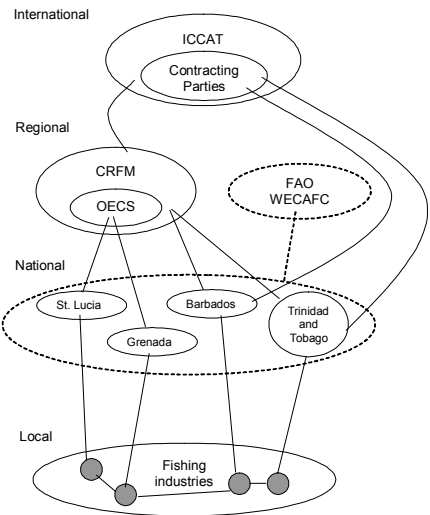 International
ICCAT
Contracting
Parties
Regional
CRFM
OECS
FAO
WECAFC
National
St. Lucia
Barbados
Trinidad
and
Tobago
Grenada
Local
Fishing
industries